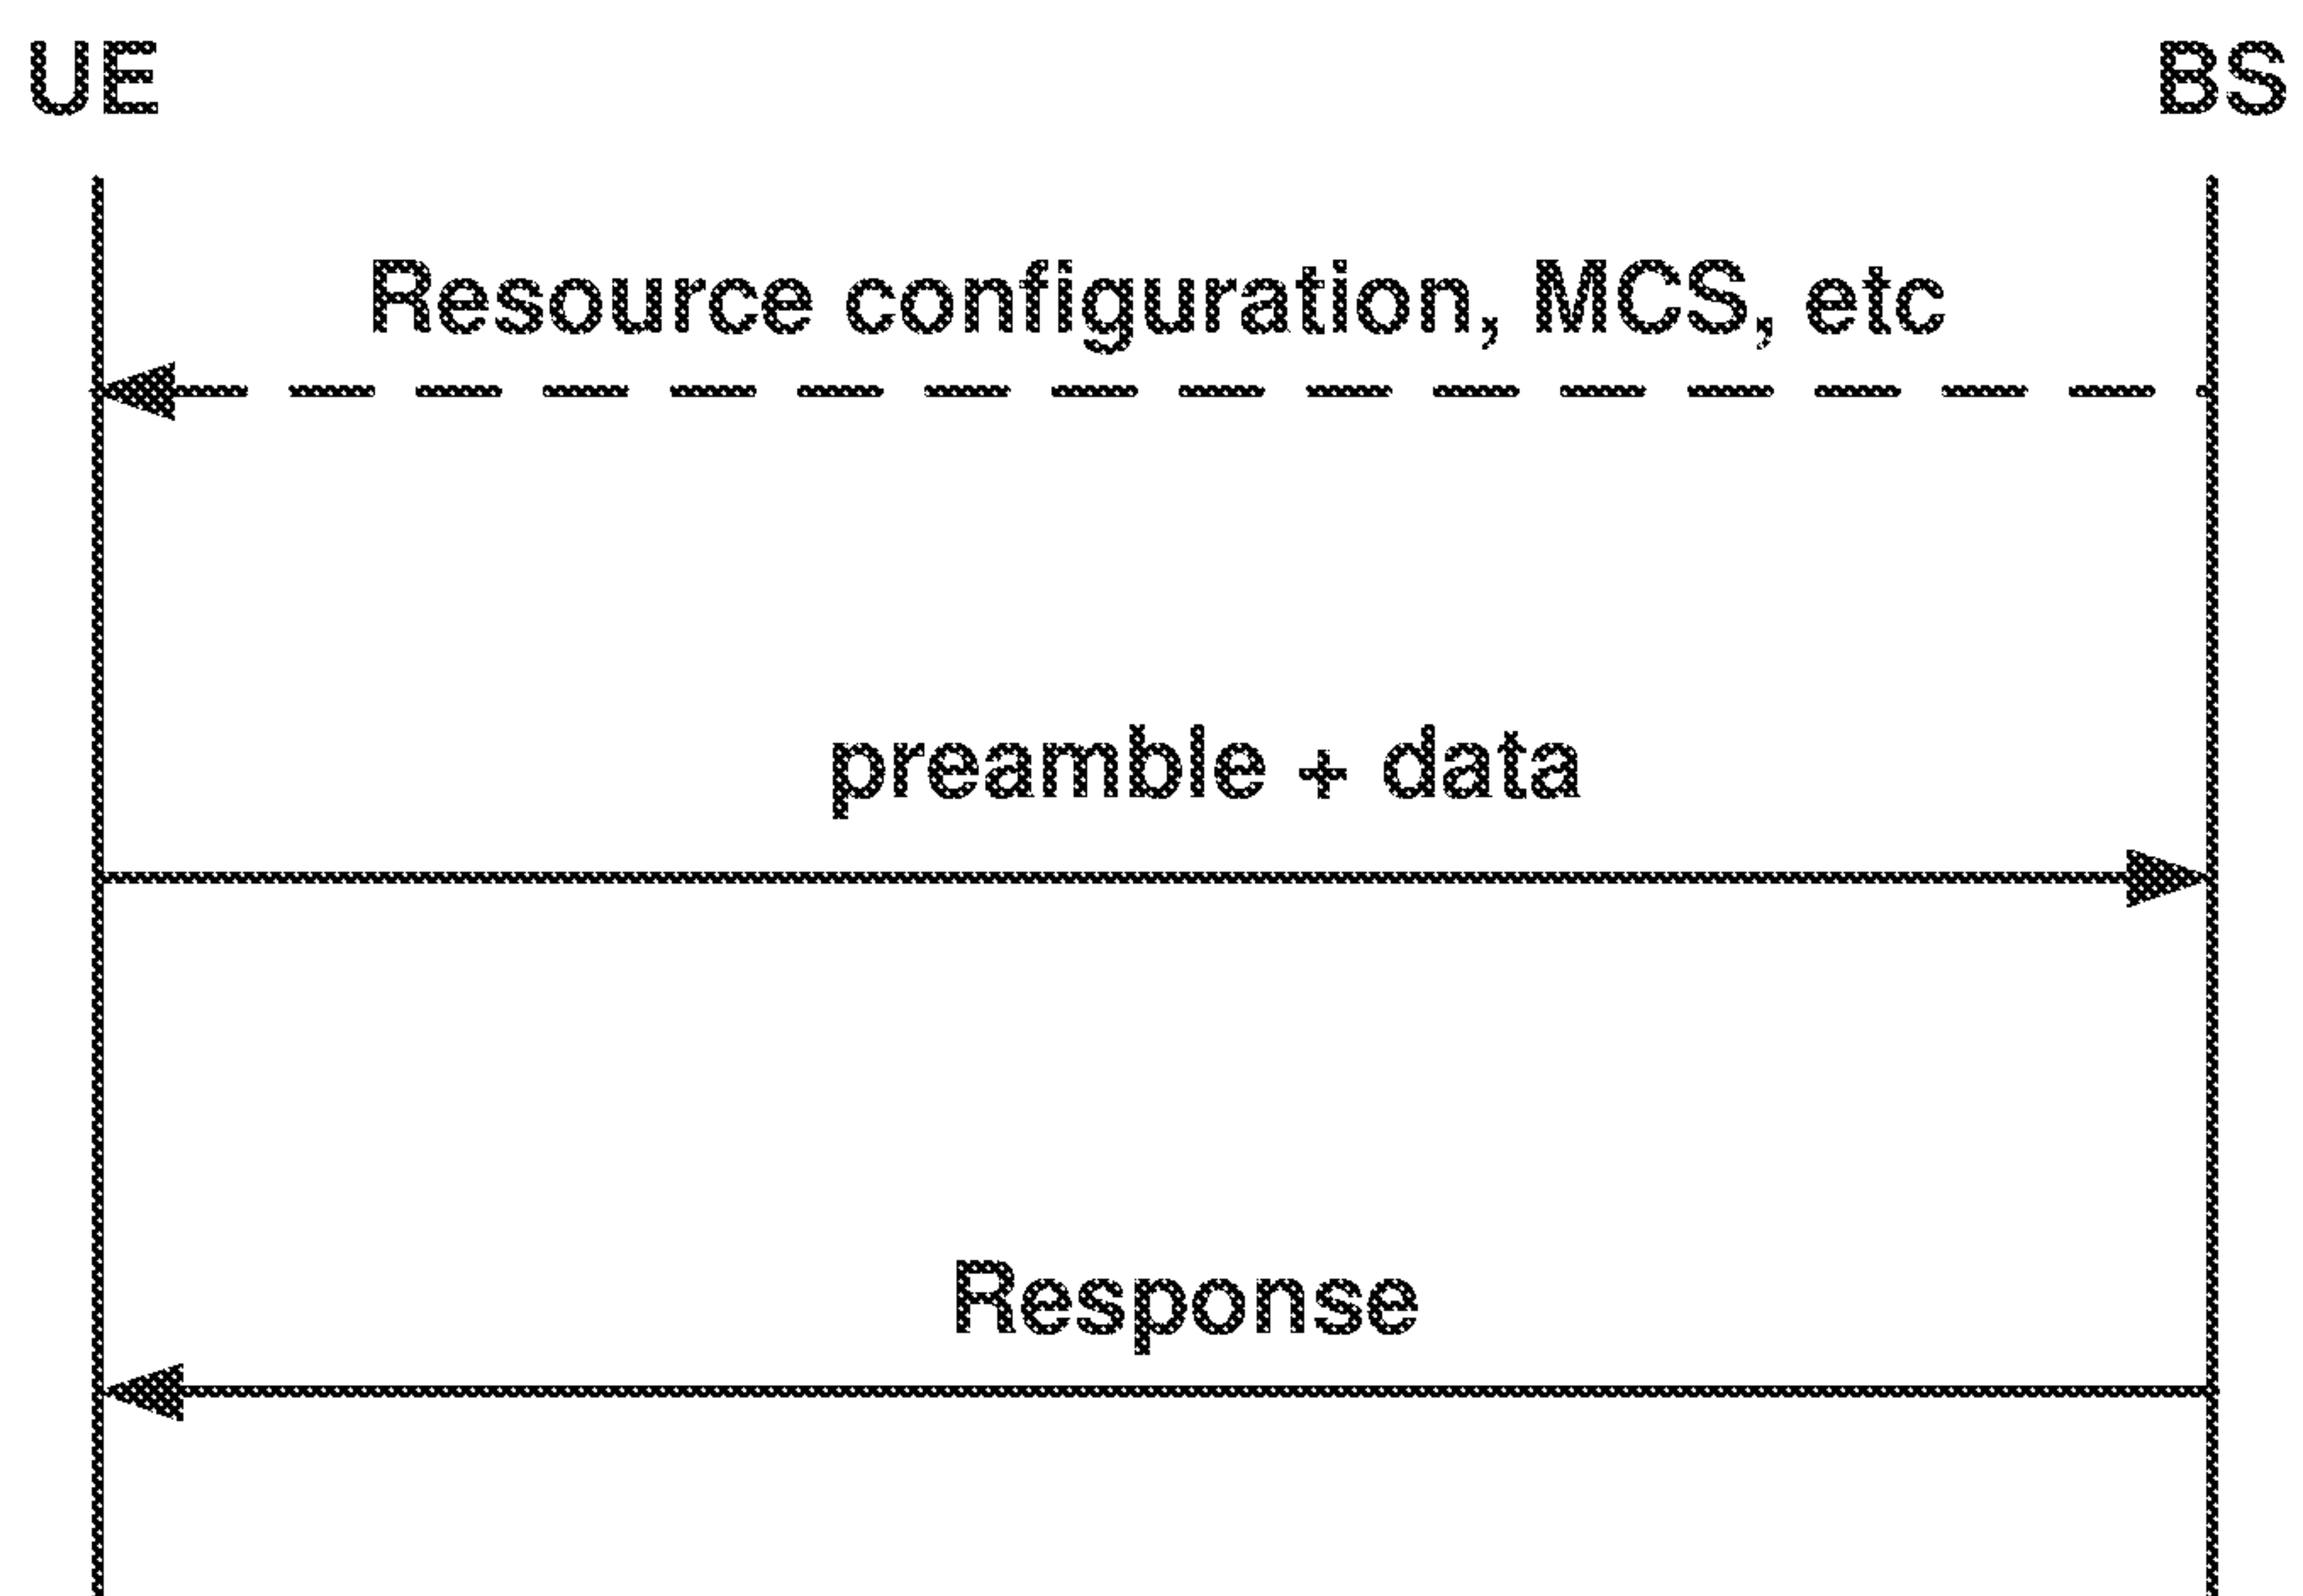 UE BS
Resource configuration, MCS, etc
preamble + data
Response